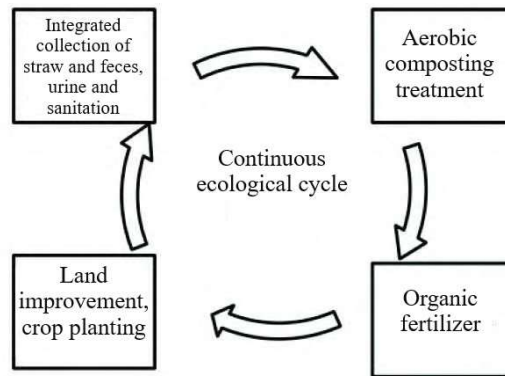 Integrated
collection of
straw and feces,
urine and
sanitation
Aerobic
composting
treatment
Continuous
ecological cycle
Land
improvement,
crop planting
Organic
fertilizer